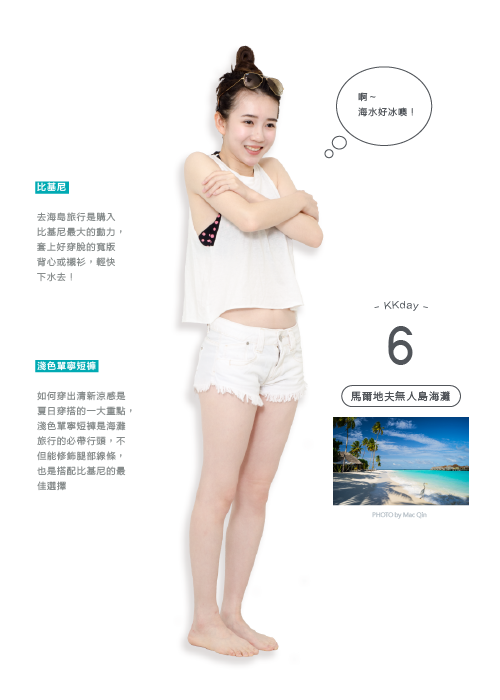 啊～
海水好冰噢！
比基尼
去海島旅行是購入
比基尼最大的動力，
套上好穿脫的寬版
背心或襯衫，輕快
下水去！
~ KKday ~
6
淺色單寧短褲
馬爾地夫無人島海灘
如何穿出清新涼感是
夏日穿搭的一大重點，
淺色單寧短褲是海灘
旅行的必帶行頭，不
但能修飾腿部線條，
也是搭配比基尼的最
佳選擇
PHOTO by Mac Qin